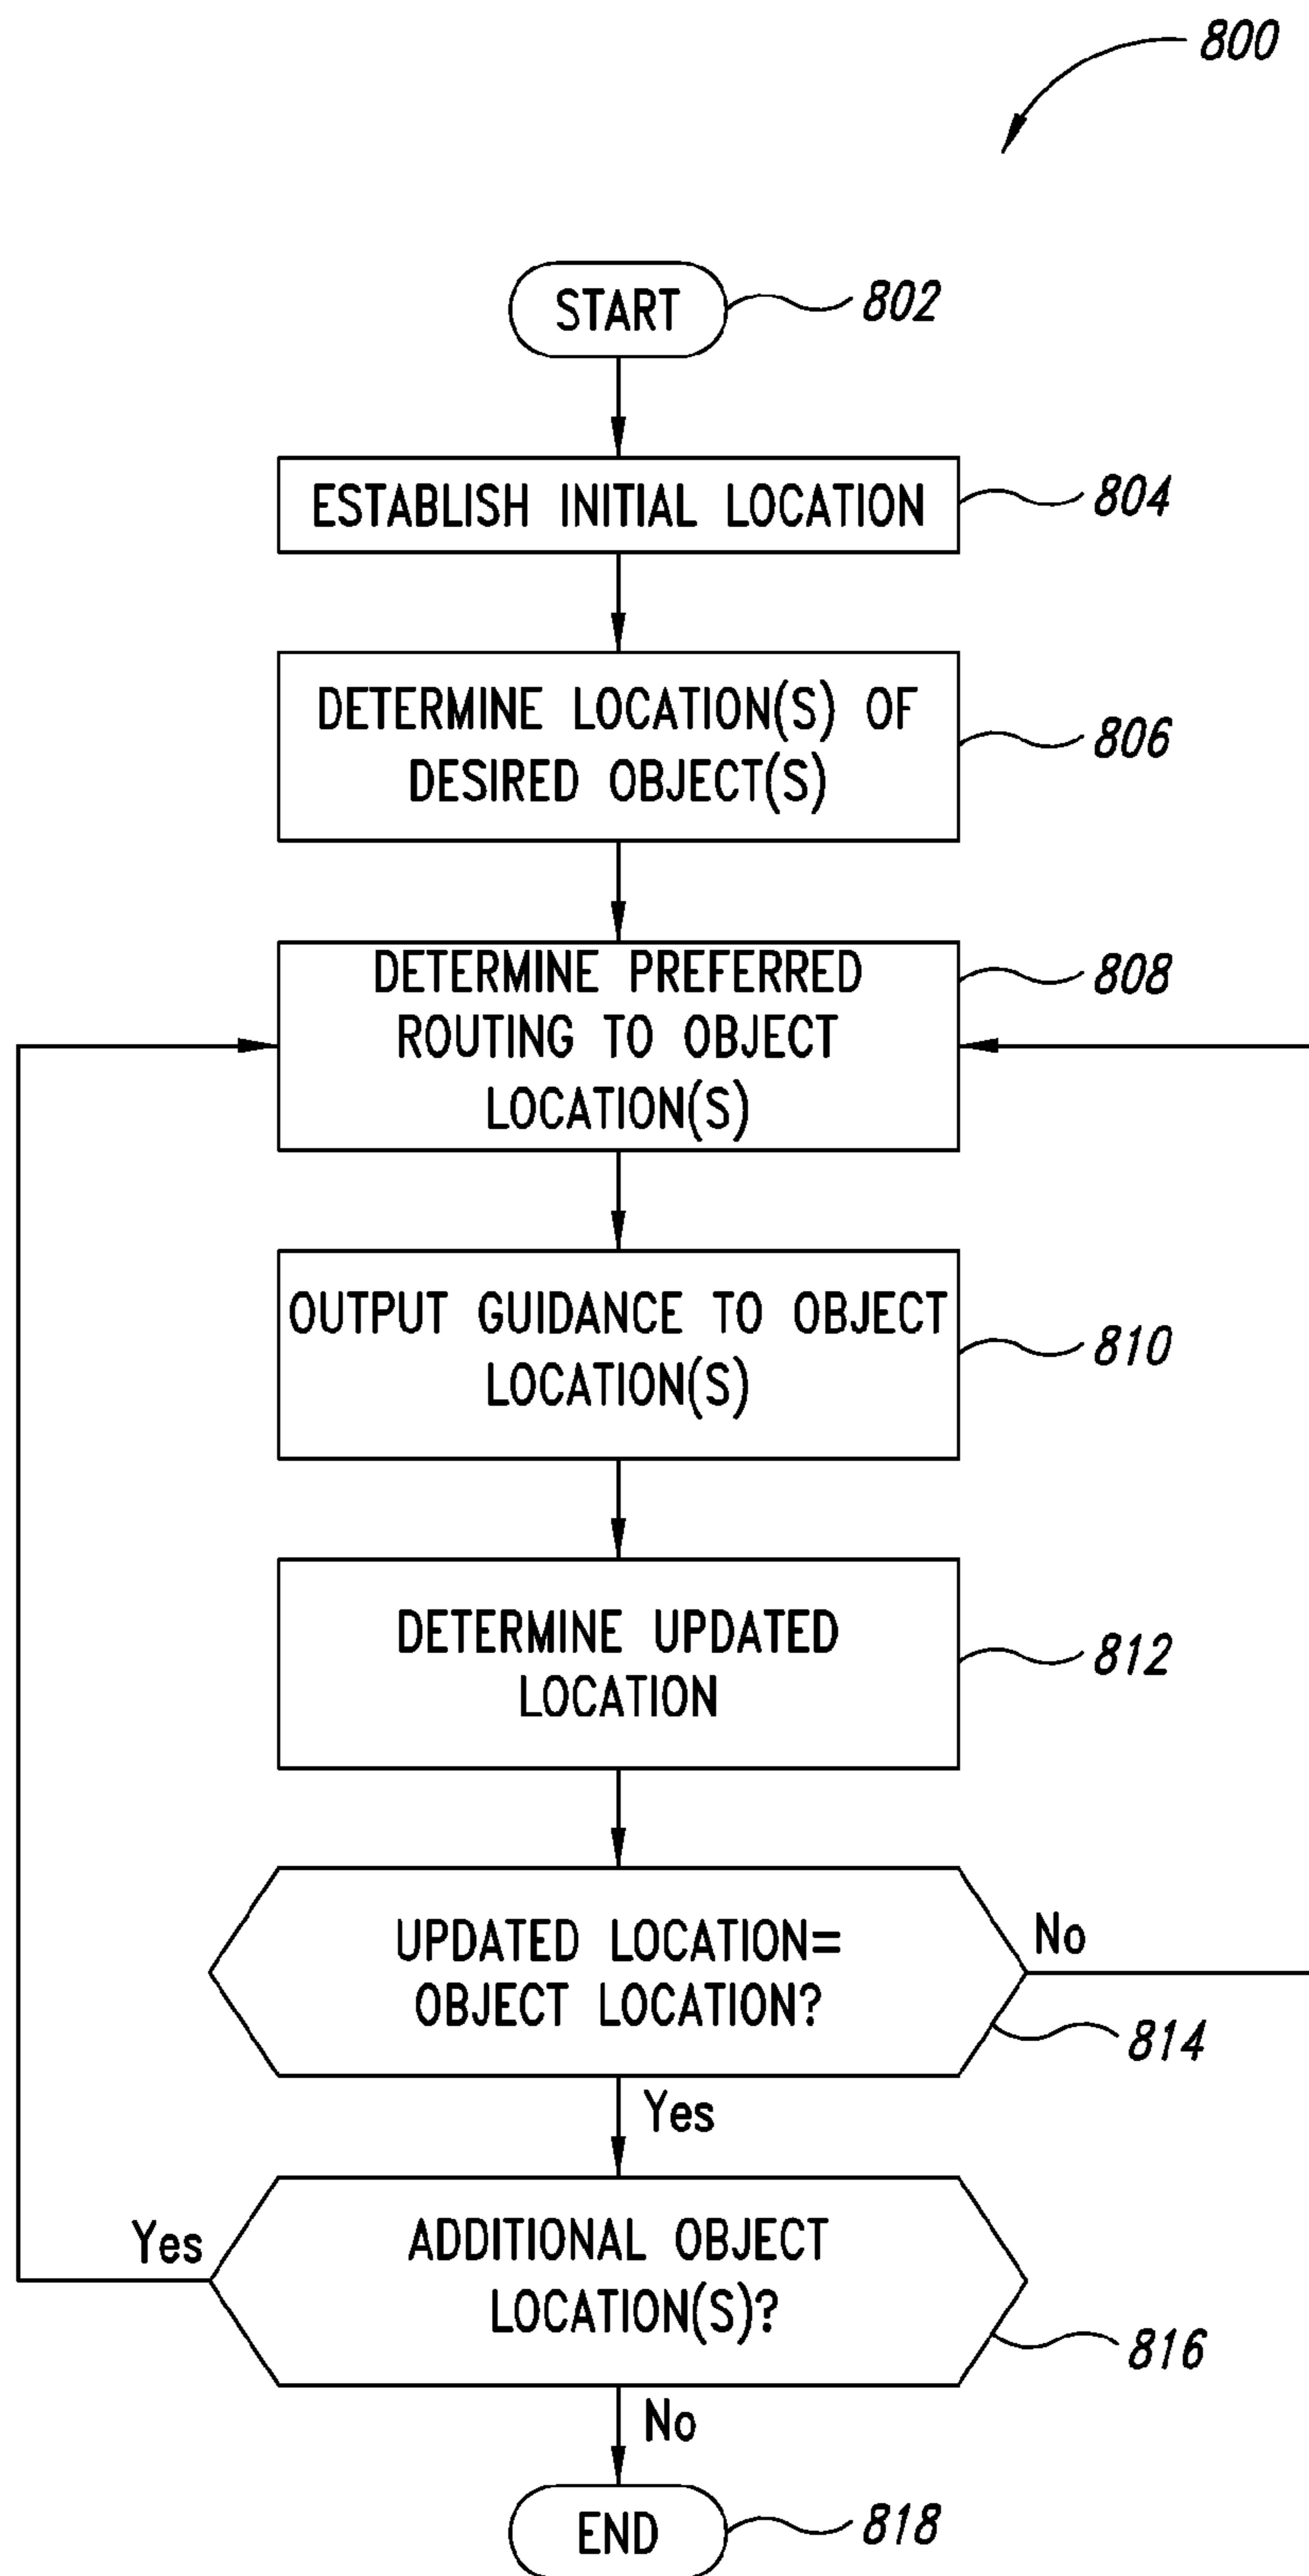 800
START
802
ESTABLISH INITIAL LOCATION
804
DETERMINE LOCATION(S) OF
DESIRED OBJECT(S)
806
DETERMINE PREFERRED
ROUTING TO OBJECT
LOCATION(S)
808
OUTPUT GUIDANCE TO OBJECT
LOCATION(S)
810
DETERMINE UPDATED
LOCATION
812
UPDATED LOCATION=
OBJECT LOCATION?
No
814
Yes
ADDITIONAL OBJECT
LOCATION(S)?
Yes
816
No
END
818